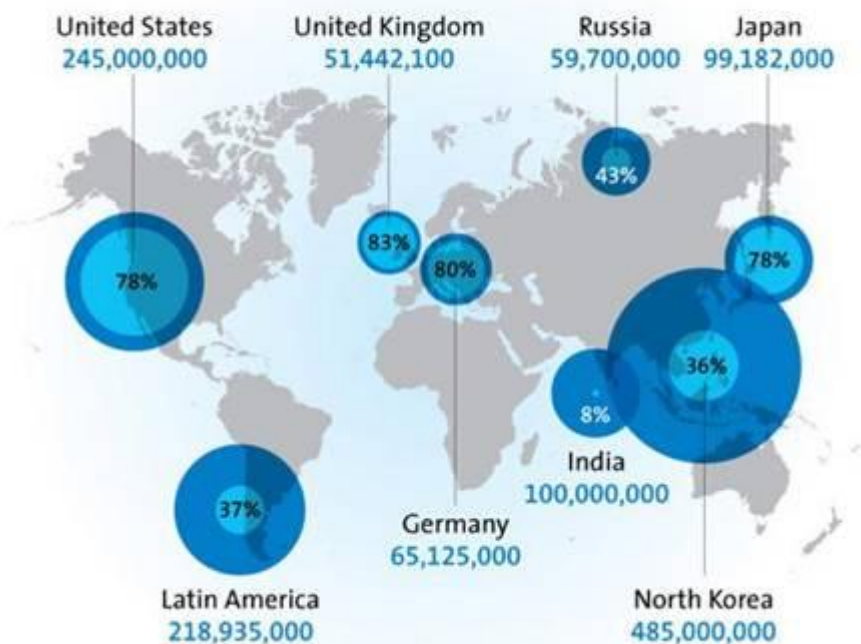 United States
245,000,000
United Kingdom
51,442,100
Russia
59,700,000
Japan
99,182,000
43%
83%
80%
78%
78%
36%
8%
India
100,000,000
37%
Germany
65,125,000
Latin America
218,935,000
North Korea
485,000,000